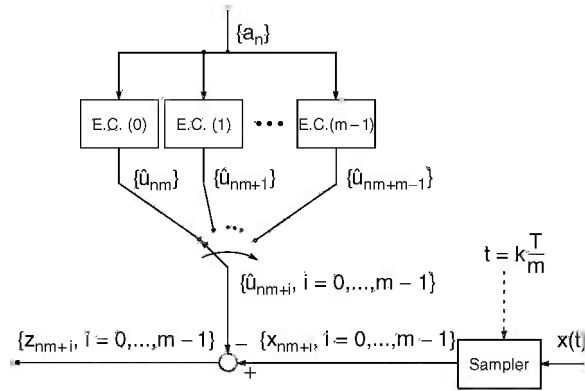 {aₙ}
E.C. (0) E.C. (1) ••• E.C.(m – 1)
{ûₙₘ} {ûₙₘ₊₁} {ûₙₘ₊ₘ₋₁}
t = k T/m
{ûₙₘ₊ᵢ, i = 0,...,m – 1}
{zₙₘ₊ᵢ, i = 0,...,m – 1} – {xₙₘ₊ᵢ, i = 0,...,m – 1} x(t)
+
Sampler